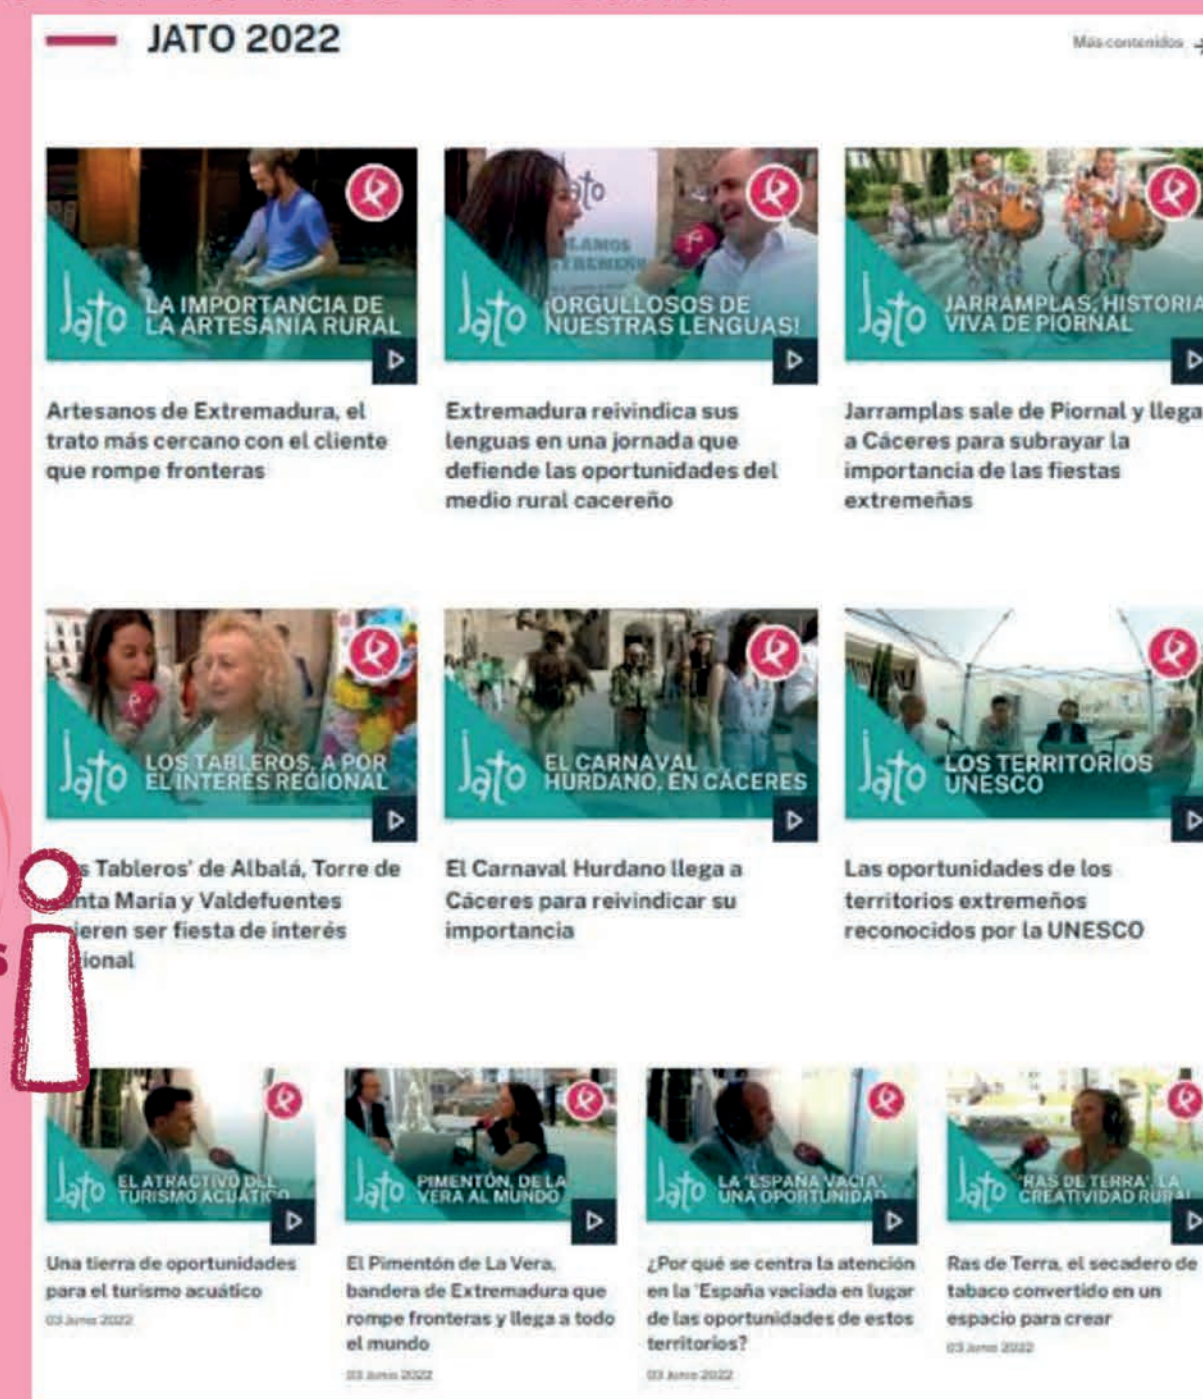 JATO 2022
Más contenidos
Jato
LA IMPORTANCIA DE
LA ARTESANÍA RURAL
Artesanos de Extremadura, el
trato más cercano con el cliente
que rompe fronteras
Jato
¡ORGULLOSOS DE
NUESTRAS LENGUAS!
Extremadura reivindica sus
lenguas en una jornada que
defiende las oportunidades del
medio rural cacereño
Jato
JARRAMPLAS, HISTORIA
VIVA DE PIORNAL
Jarramplas sale de Piornal y llega
a Cáceres para subrayar la
importancia de las fiestas
extremeñas
Jato
LOS TABLEROS, A POR
EL INTERÉS REGIONAL
s Tableros' de Albalá, Torre de
nta María y Valdefuentes
ieren ser fiesta de interés
ional
Jato
EL CARNAVAL
HURDANO, EN CÁCERES
El Carnaval Hurdano llega a
Cáceres para reivindicar su
importancia
Jato
LOS TERRITORIOS
UNESCO
Las oportunidades de los
territorios extremeños
reconocidos por la UNESCO
s
¡
Jato
EL ATRACTIVO DEL
TURISMO ACUÁTICO
Una tierra de oportunidades
para el turismo acuático
03 Junio 2022
Jato
PIMENTÓN, DE LA
VERA AL MUNDO
El Pimentón de La Vera,
bandera de Extremadura que
rompe fronteras y llega a todo
el mundo
03 Junio 2022
Jato
LA 'ESPAÑA VACÍA',
UNA OPORTUNIDAD
¿Por qué se centra la atención
en la 'España vaciada en lugar
de las oportunidades de estos
territorios?
03 Junio 2022
Jato
'RAS DE TERRA', LA
CREATIVIDAD RURAL
Ras de Terra, el secadero de
tabaco convertido en un
espacio para crear
03 Junio 2022